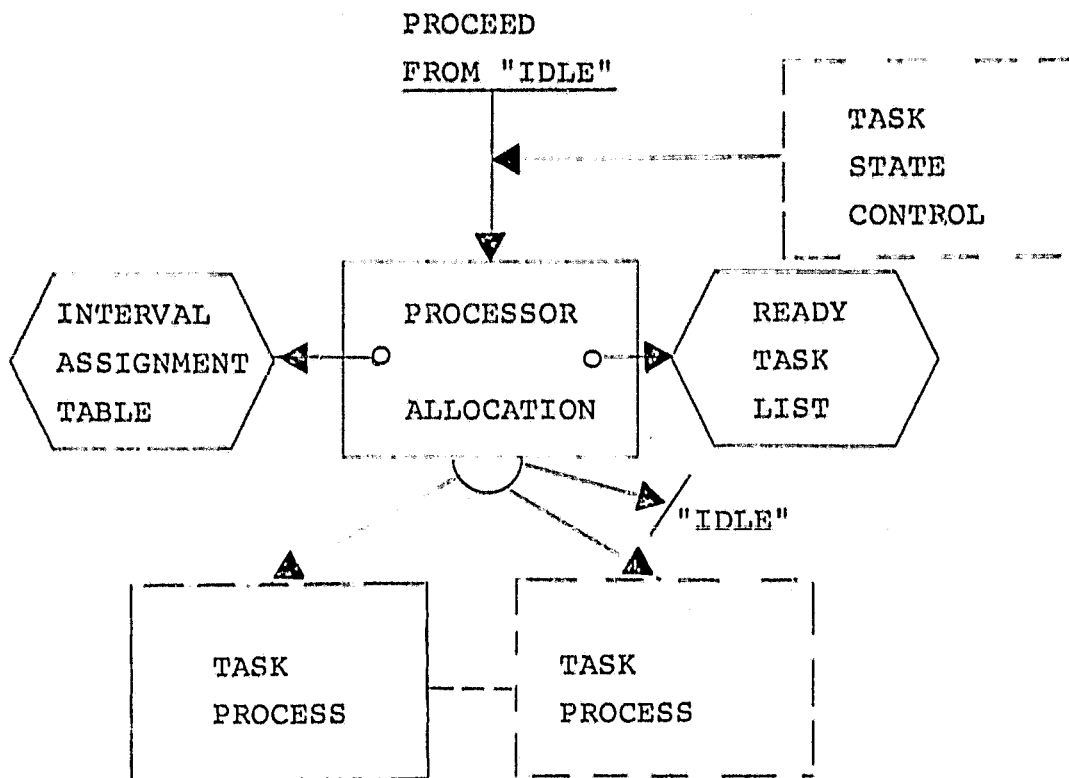 PROCEED
FROM "IDLE"
TASK
STATE
CONTROL
INTERVAL
ASSIGNMENT
TABLE
PROCESSOR
ALLOCATION
READY
TASK
LIST
"IDLE"
TASK
PROCESS
TASK
PROCESS